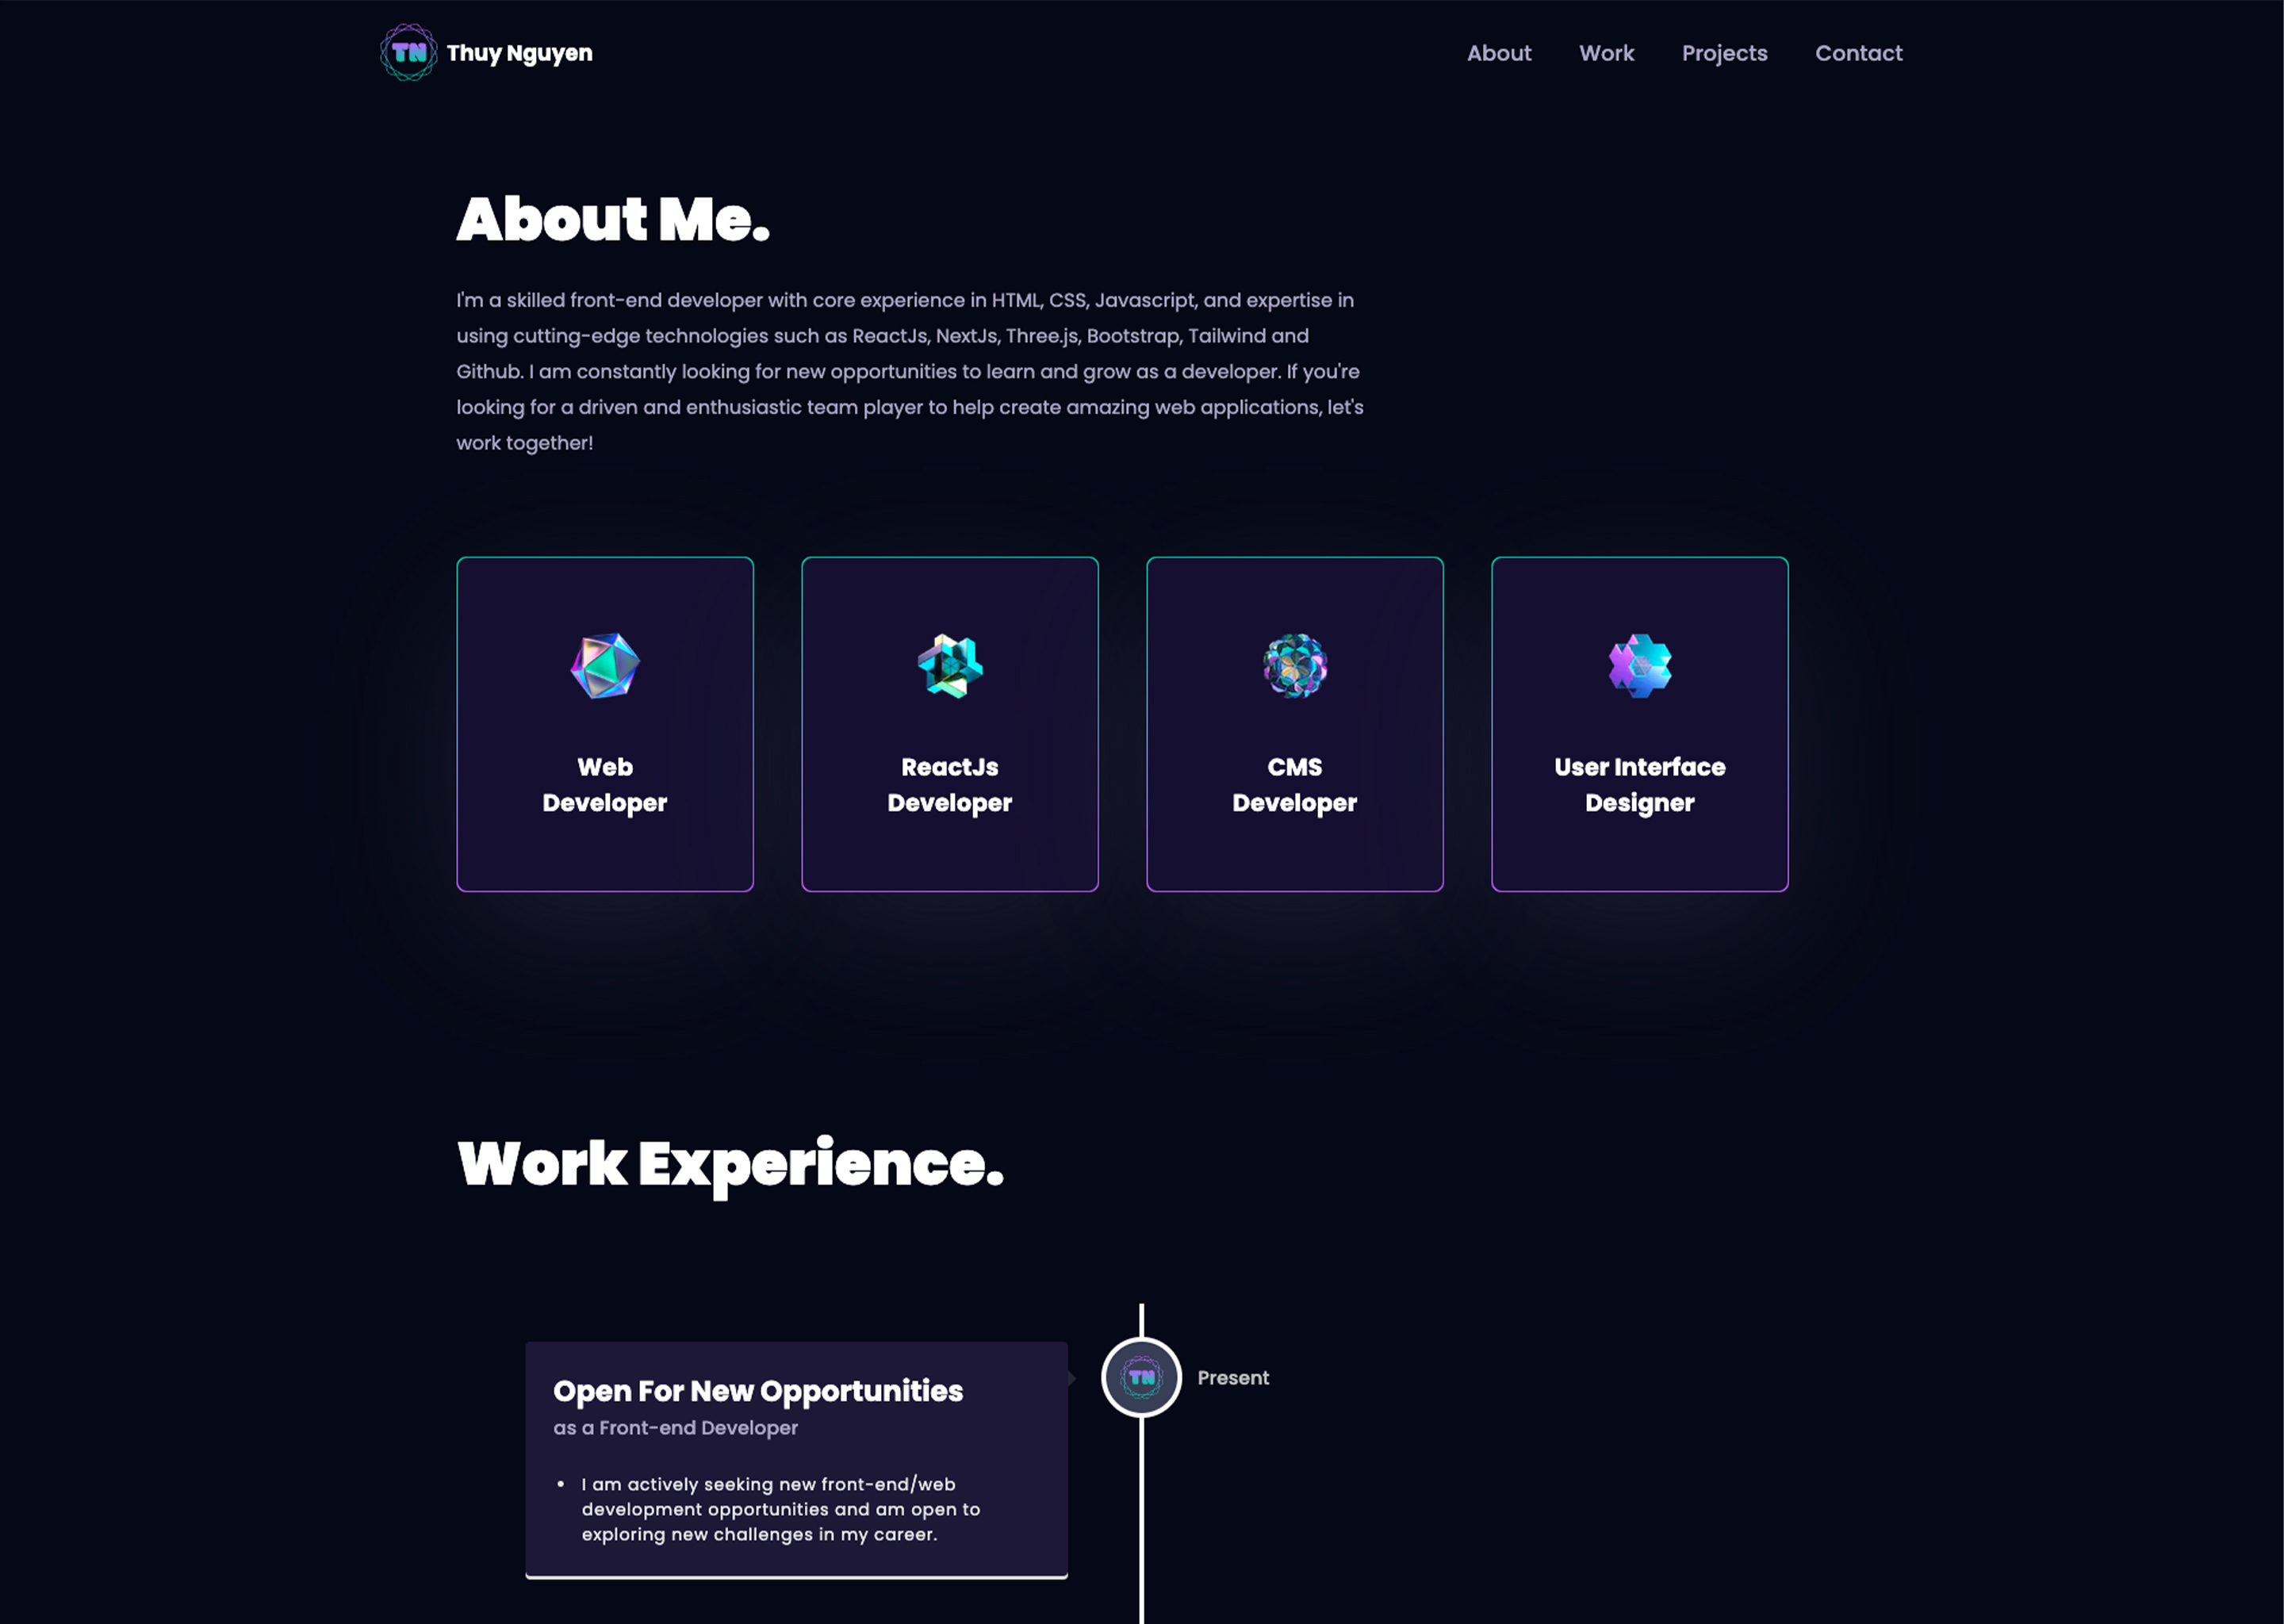 TN Thuy Nguyen
About Work Projects Contact
About Me.
I'm a skilled front-end developer with core experience in HTML, CSS, Javascript, and expertise in
using cutting-edge technologies such as ReactJs, NextJs, Three.js, Bootstrap, Tailwind and
Github. I am constantly looking for new opportunities to learn and grow as a developer. If you're
looking for a driven and enthusiastic team player to help create amazing web applications, let's
work together!
Web
Developer
ReactJs
Developer
CMS
Developer
User Interface
Designer
Work Experience.
Open For New Opportunities
as a Front-end Developer
• I am actively seeking new front-end/web
development opportunities and am open to
exploring new challenges in my career.
TN
Present